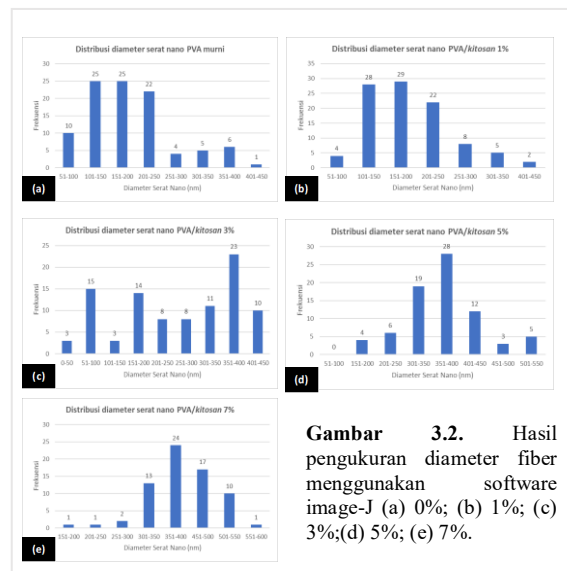 Distribusi diameter serat nano PVA murni
30
25
20
15
10
5
0
Frekuensi
10 25 25 22 4 5 6 1
51-100 101-150 151-200 201-250 251-300 301-350 351-400 401-450
Diameter Serat Nano (nm)
(a)
Distribusi diameter serat nano PVA/kitosan 1%
35
30
25
20
15
10
5
0
Frekuensi
4 28 29 22 8 5 2
51-100 101-150 151-200 201-250 251-300 301-350 401-450
Diameter Serat Nano (nm)
(b)
Distribusi diameter serat nano PVA/kitosan 3%
25
20
15
10
5
0
Frekuensi
3 15 3 14 8 8 11 23 10
0-50 51-100 101-150 151-200 201-250 251-300 301-350 351-400 401-450
Diameter Serat Nano (nm)
(c)
Distribusi diameter serat nano PVA/kitosan 5%
30
25
20
15
10
5
0
Frekuensi
0 4 6 19 28 12 3 5
51-100 151-200 201-250 301-350 351-400 401-450 451-500 501-550
Diameter Serat Nano (nm)
(d)
Distribusi diameter serat nano PVA/kitosan 7%
30
25
20
15
10
5
0
Frekuensi
1 1 2 13 24 17 10 1
151-200 201-250 251-300 301-350 351-400 451-500 501-550 551-600
Diameter Serat Nano (nm)
(e)
Gambar 3.2. Hasil
pengukuran diameter fiber
menggunakan software
image-J (a) 0%; (b) 1%; (c)
3%;(d) 5%; (e) 7%.